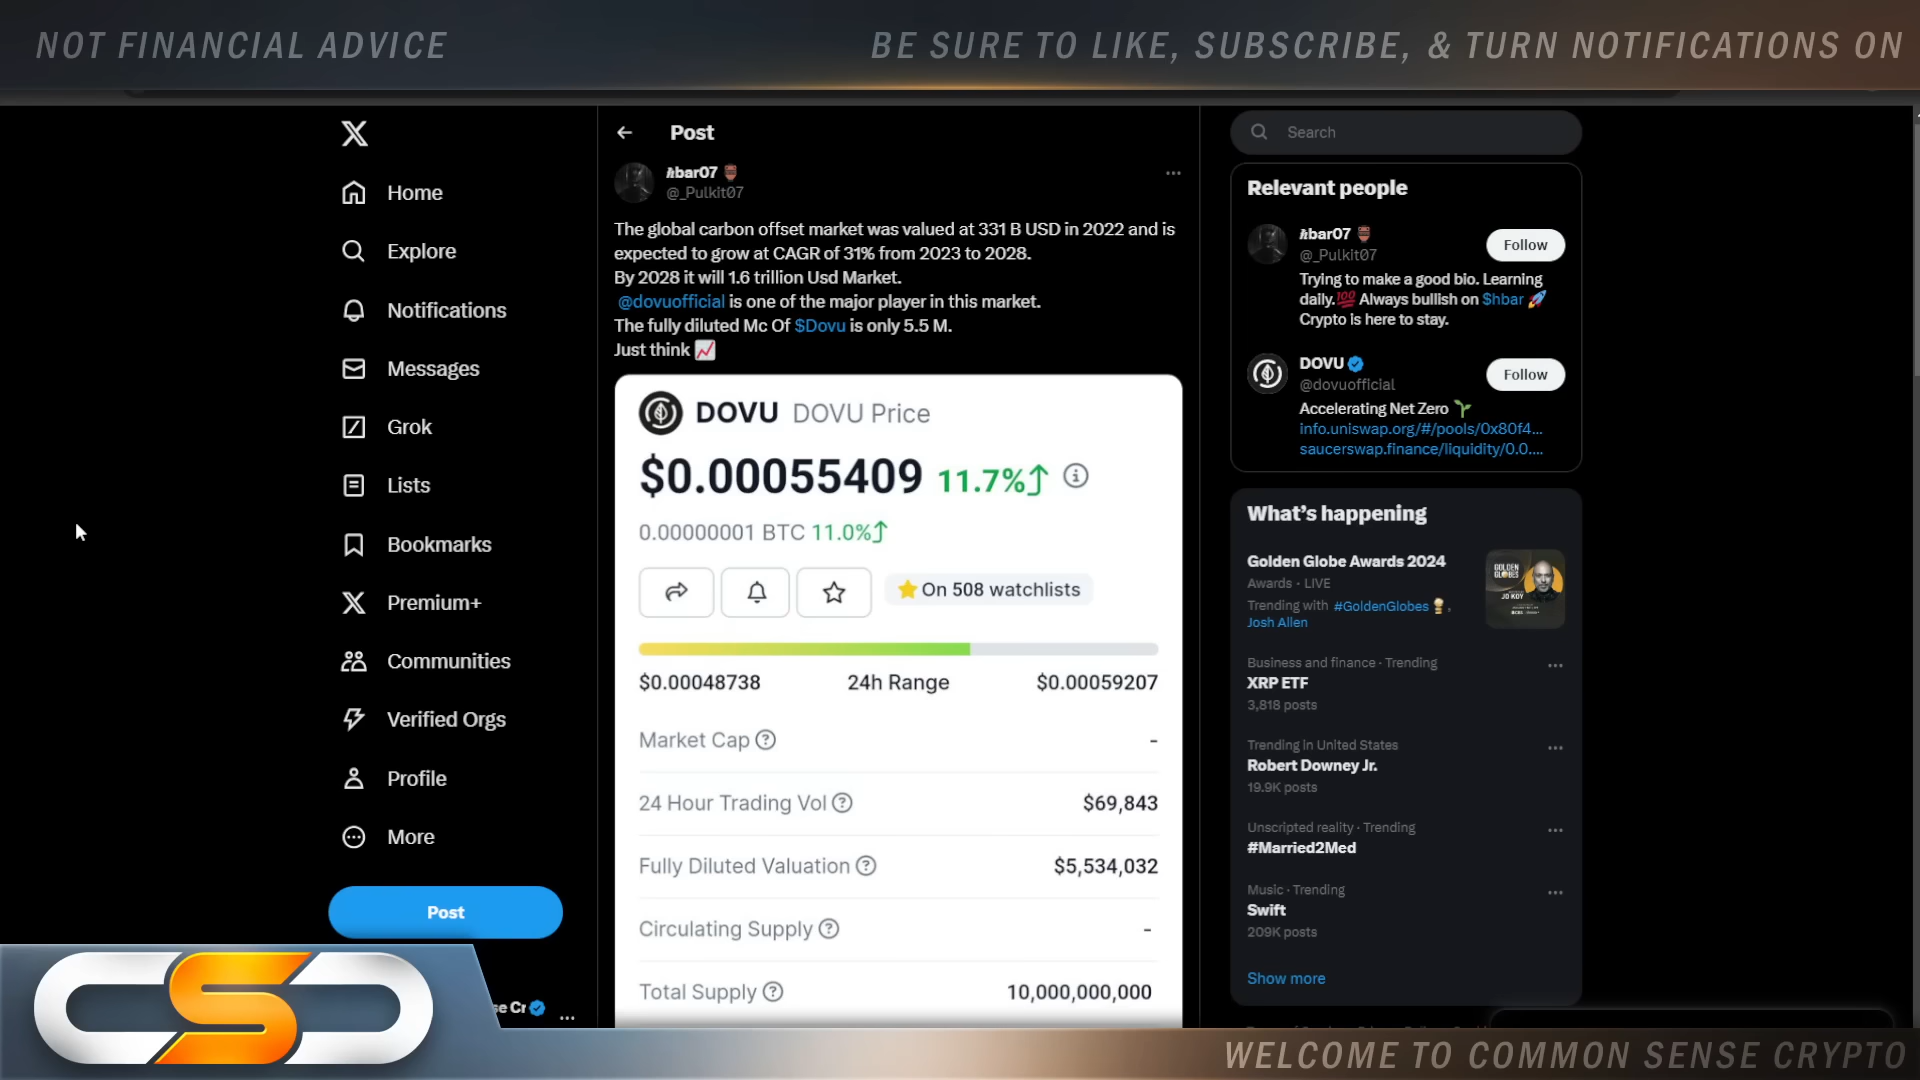 NOT FINANCIAL ADVICE
BE SURE TO LIKE, SUBSCRIBE, & TURN NOTIFICATIONS ON
Home
Explore
Notifications
Messages
Grok
Lists
Bookmarks
Premium+
Communities
Verified Orgs
Profile
More
Post
se Cr
CSC
Post
ħbar07
@_Pulkit07
The global carbon offset market was valued at 331 B USD in 2022 and is
expected to grow at CAGR of 31% from 2023 to 2028.
By 2028 it will 1.6 trillion Usd Market.
@dovuofficial is one of the major player in this market.
The fully diluted Mc Of $Dovu is only 5.5 M.
Just think 📈
DOVU DOVU Price
$0.00055409 11.7%
0.00000001 BTC 11.0%
On 508 watchlists
$0.00048738 24h Range $0.00059207
Market Cap -
24 Hour Trading Vol $69,843
Fully Diluted Valuation $5,534,032
Circulating Supply -
Total Supply 10,000,000,000
Search
Relevant people
ħbar07
@_Pulkit07
Follow
Trying to make a good bio. Learning
daily.💯 Always bullish on $hbar 🚀
Crypto is here to stay.
DOVU
@dovuofficial
Follow
Accelerating Net Zero 🌱
info.uniswap.org/#/pools/0x80f4...
saucerswap.finance/liquidity/0.0....
What's happening
Golden Globe Awards 2024
Awards · LIVE
Trending with #GoldenGlobes ,
Josh Allen
GOLDEN
GLOBES
JO KOY
Business and finance · Trending
XRP ETF
3,818 posts
Trending in United States
Robert Downey Jr.
19.9K posts
Unscripted reality · Trending
#Married2Med
Music · Trending
Swift
209K posts
Show more
WELCOME TO COMMON SENSE CRYPTO